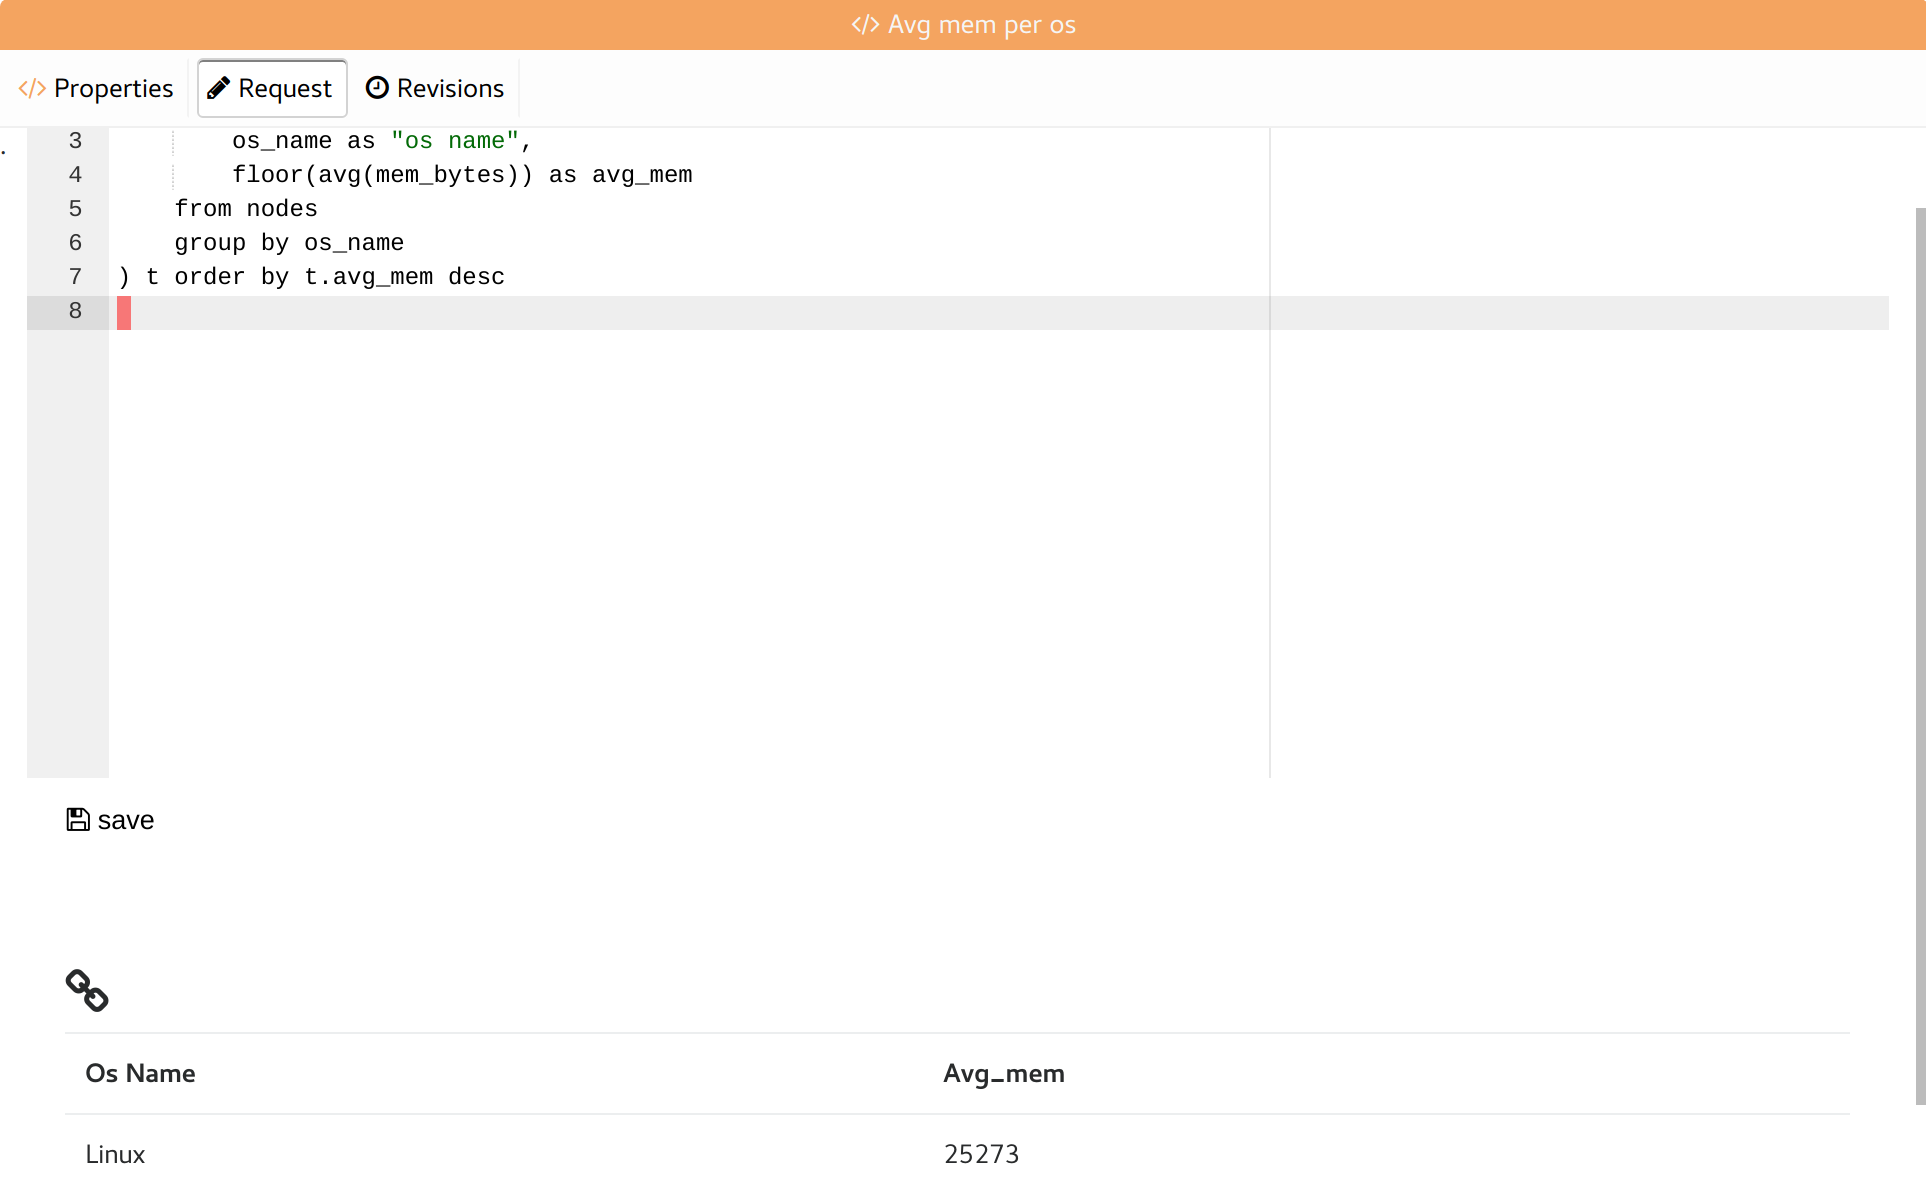 </> Avg mem per os
</> Properties Request Revisions
3 os_name as "os name",
4 floor(avg(mem_bytes)) as avg_mem
5 from nodes
6 group by os_name
7 ) t order by t.avg_mem desc
8
save
Os Name Avg_mem
Linux 25273